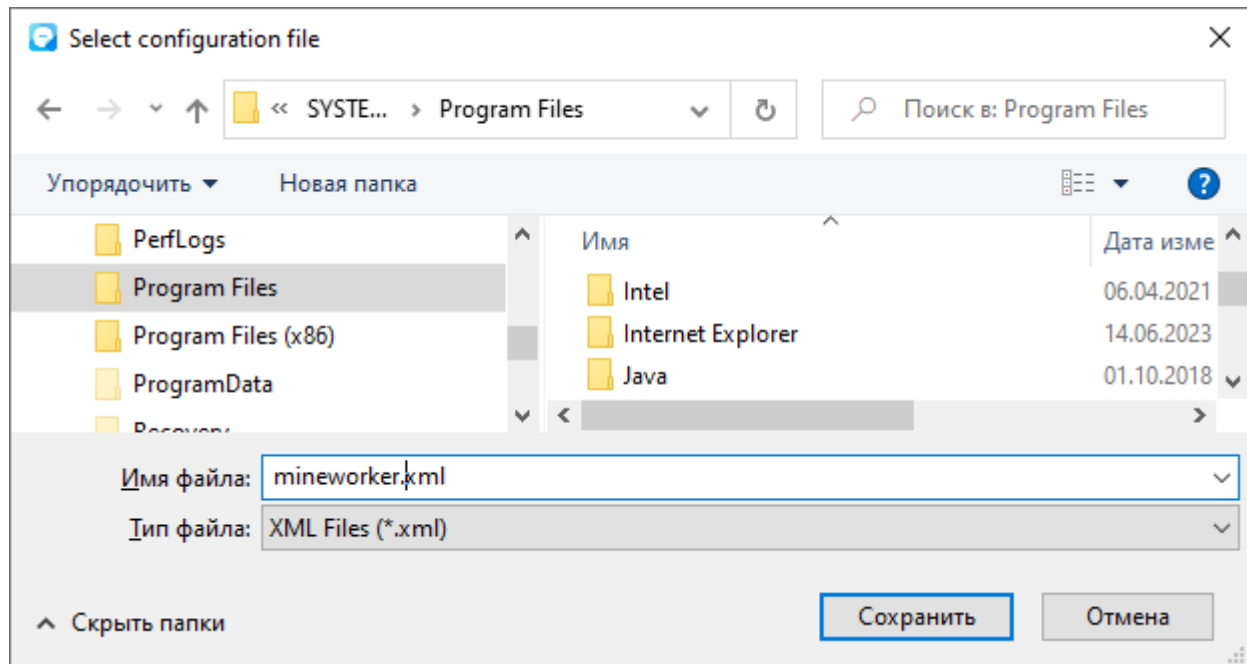 Select configuration file
« SYSTE... › Program Files
Поиск в: Program Files
Упорядочить
Новая папка
PerfLogs
Program Files
Program Files (x86)
ProgramData
Recovery
Имя
Дата изме
Intel
06.04.2021
Internet Explorer
14.06.2023
Java
01.10.2018
Имя файла:
mineworker.xml
Тип файла:
XML Files (*.xml)
Скрыть папки
Сохранить
Отмена